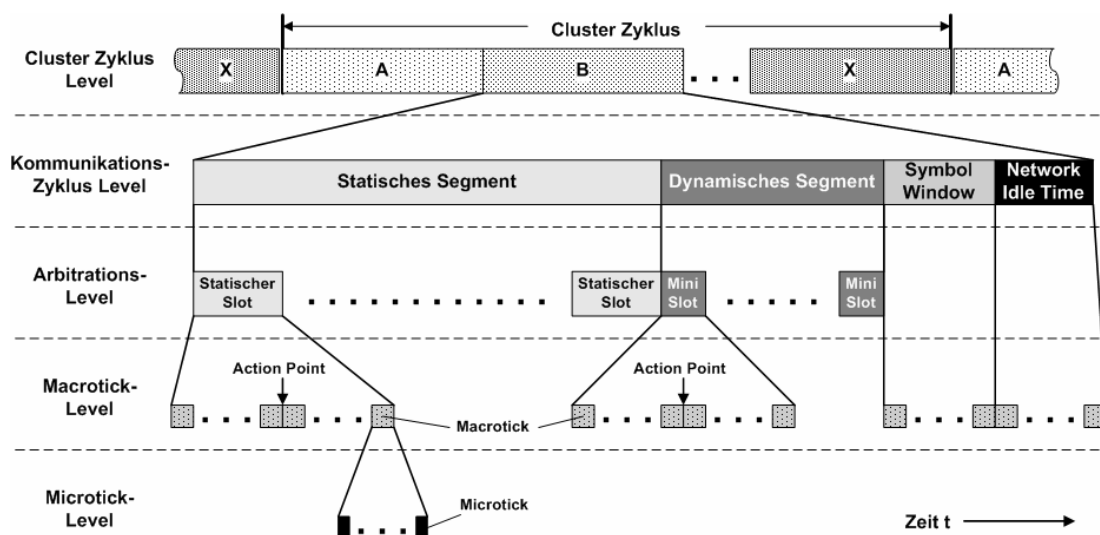 Cluster Zyklus
Cluster Zyklus
Level
X
A
B
X
A
Kommunikations-
Zyklus Level
Statisches Segment
Dynamisches Segment
Symbol
Window
Network
Idle Time
Arbitrations-
Level
Statischer
Slot
Statischer
Slot
Mini
Slot
Mini
Slot
Macrotick-
Level
Action Point
Action Point
Macrotick
Microtick-
Level
Microtick
Zeit t